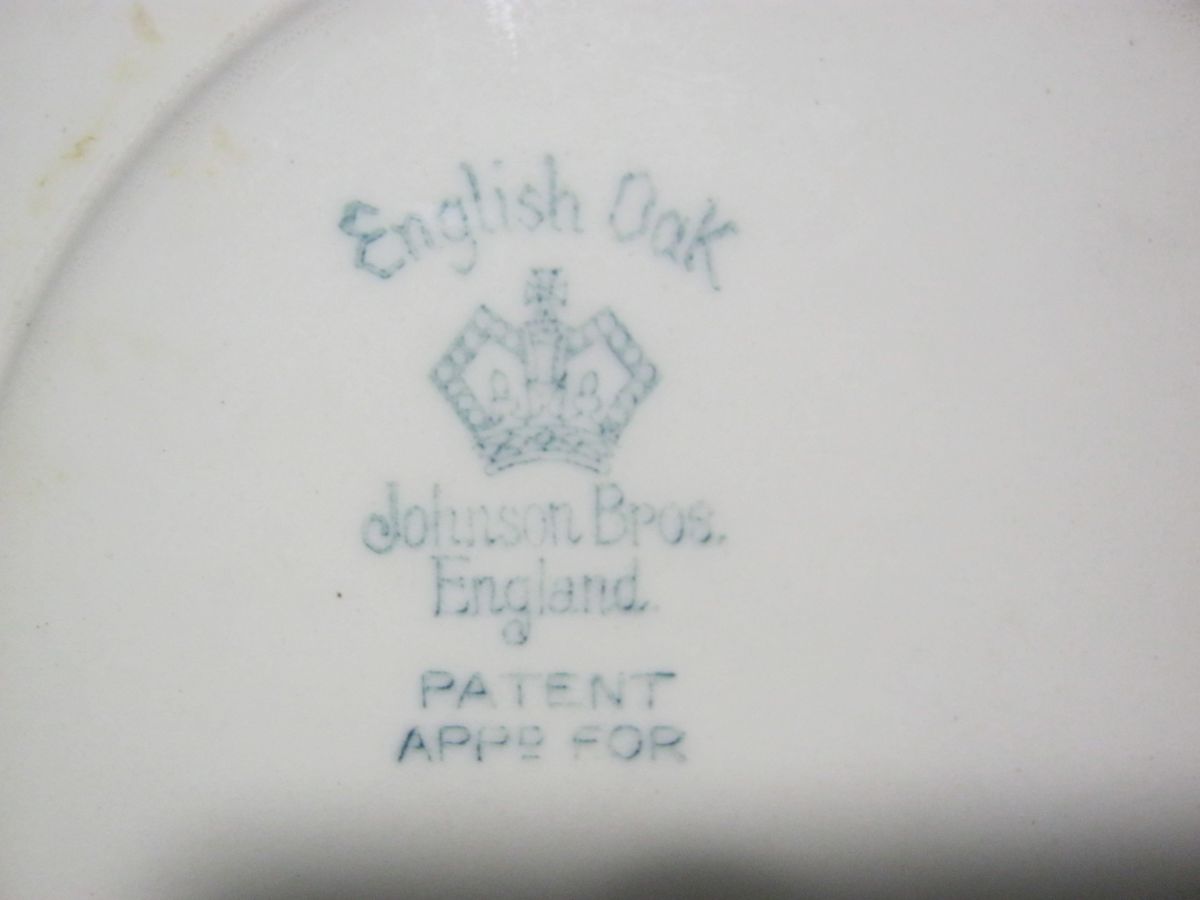 English Oak
Johnson Bros.
England.
PATENT
APPD FOR